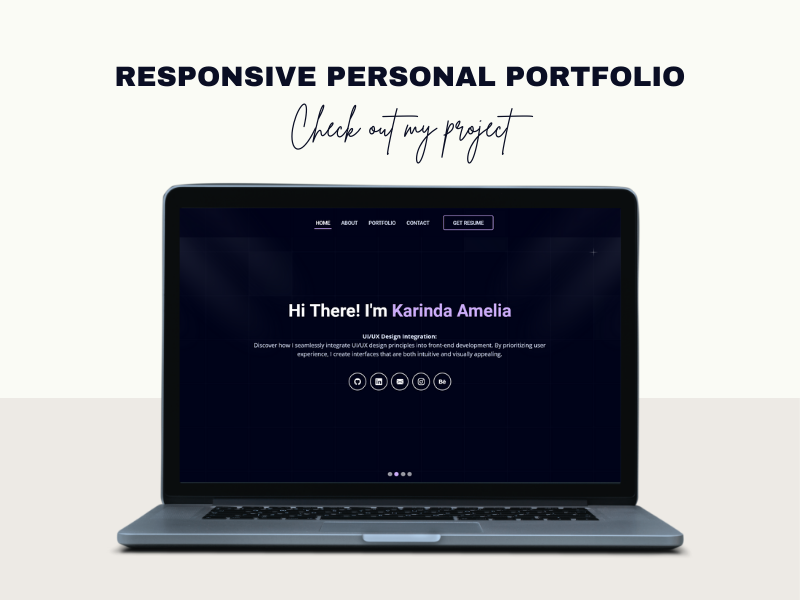 RESPONSIVE PERSONAL PORTFOLIO
Check out my project
HOME ABOUT PORTFOLIO CONTACT GET RESUME
Hi There! I'm Karinda Amelia
UI/UX Design Integration:
Discover how i seamlessly integrate UI/UX design principles into front-end development. By prioritizing user
experience, I create interfaces that are both intuitive and visually appealing.
in Bē